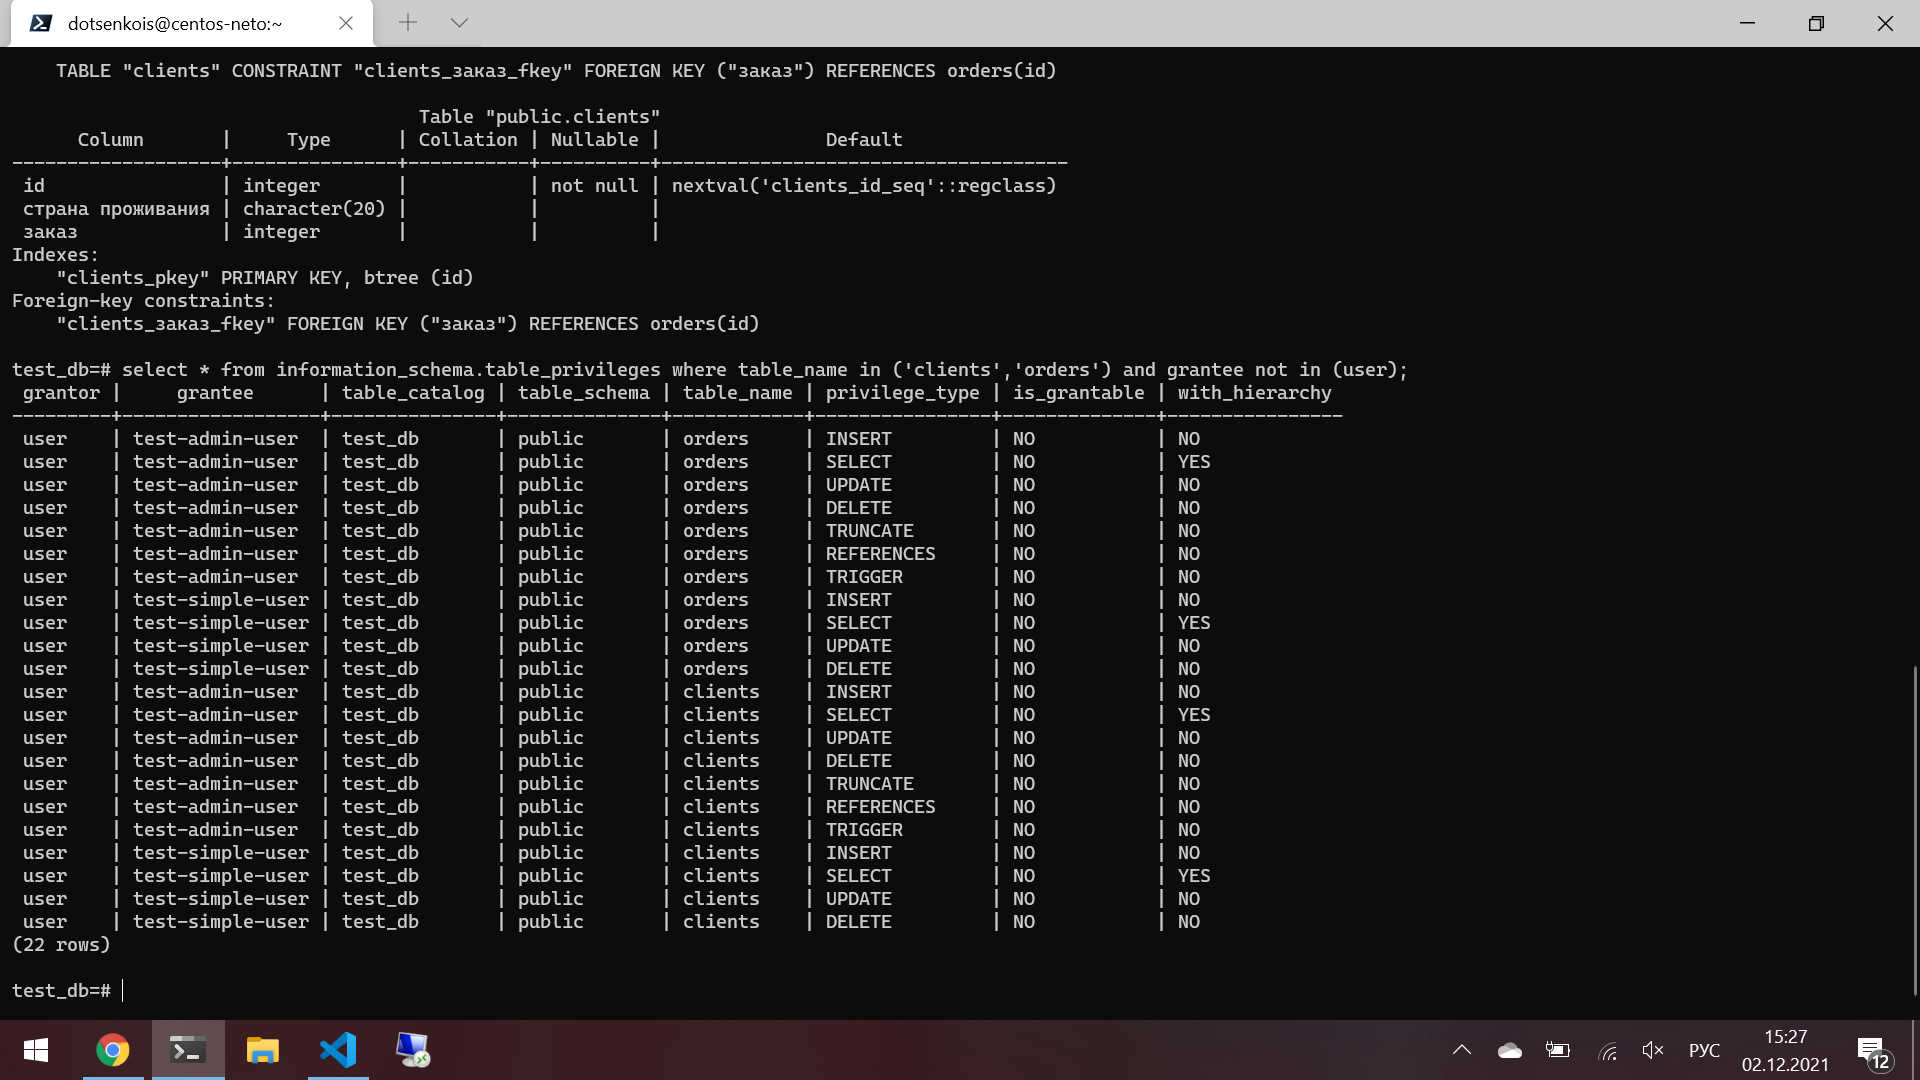 dotsenkois@centos-neto:~
    TABLE "clients" CONSTRAINT "clients_заказ_fkey" FOREIGN KEY ("заказ") REFERENCES orders(id)
                                     Table "public.clients"
      Column       |     Type      | Collation | Nullable |               Default
-------------------+---------------+-----------+----------+-------------------------------------
 id                | integer       |           | not null | nextval('clients_id_seq'::regclass)
 страна проживания | character(20) |           |          |
 заказ             | integer       |           |          |
Indexes:
    "clients_pkey" PRIMARY KEY, btree (id)
Foreign-key constraints:
    "clients_заказ_fkey" FOREIGN KEY ("заказ") REFERENCES orders(id)
test_db=# select * from information_schema.table_privileges where table_name in ('clients','orders') and grantee not in (user);
 grantor |     grantee      | table_catalog | table_schema | table_name | privilege_type | is_grantable | with_hierarchy
---------+------------------+---------------+--------------+------------+----------------+--------------+----------------
 user    | test-admin-user  | test_db       | public       | orders     | INSERT         | NO           | NO
 user    | test-admin-user  | test_db       | public       | orders     | SELECT         | NO           | YES
 user    | test-admin-user  | test_db       | public       | orders     | UPDATE         | NO           | NO
 user    | test-admin-user  | test_db       | public       | orders     | DELETE         | NO           | NO
 user    | test-admin-user  | test_db       | public       | orders     | TRUNCATE       | NO           | NO
 user    | test-admin-user  | test_db       | public       | orders     | REFERENCES     | NO           | NO
 user    | test-admin-user  | test_db       | public       | orders     | TRIGGER        | NO           | NO
 user    | test-simple-user | test_db       | public       | orders     | INSERT         | NO           | NO
 user    | test-simple-user | test_db       | public       | orders     | SELECT         | NO           | YES
 user    | test-simple-user | test_db       | public       | orders     | UPDATE         | NO           | NO
 user    | test-simple-user | test_db       | public       | orders     | DELETE         | NO           | NO
 user    | test-admin-user  | test_db       | public       | clients    | INSERT         | NO           | NO
 user    | test-admin-user  | test_db       | public       | clients    | SELECT         | NO           | YES
 user    | test-admin-user  | test_db       | public       | clients    | UPDATE         | NO           | NO
 user    | test-admin-user  | test_db       | public       | clients    | DELETE         | NO           | NO
 user    | test-admin-user  | test_db       | public       | clients    | TRUNCATE       | NO           | NO
 user    | test-admin-user  | test_db       | public       | clients    | REFERENCES     | NO           | NO
 user    | test-admin-user  | test_db       | public       | clients    | TRIGGER        | NO           | NO
 user    | test-simple-user | test_db       | public       | clients    | INSERT         | NO           | NO
 user    | test-simple-user | test_db       | public       | clients    | SELECT         | NO           | YES
 user    | test-simple-user | test_db       | public       | clients    | UPDATE         | NO           | NO
 user    | test-simple-user | test_db       | public       | clients    | DELETE         | NO           | NO
(22 rows)
test_db=#
РУС
15:27
02.12.2021
12